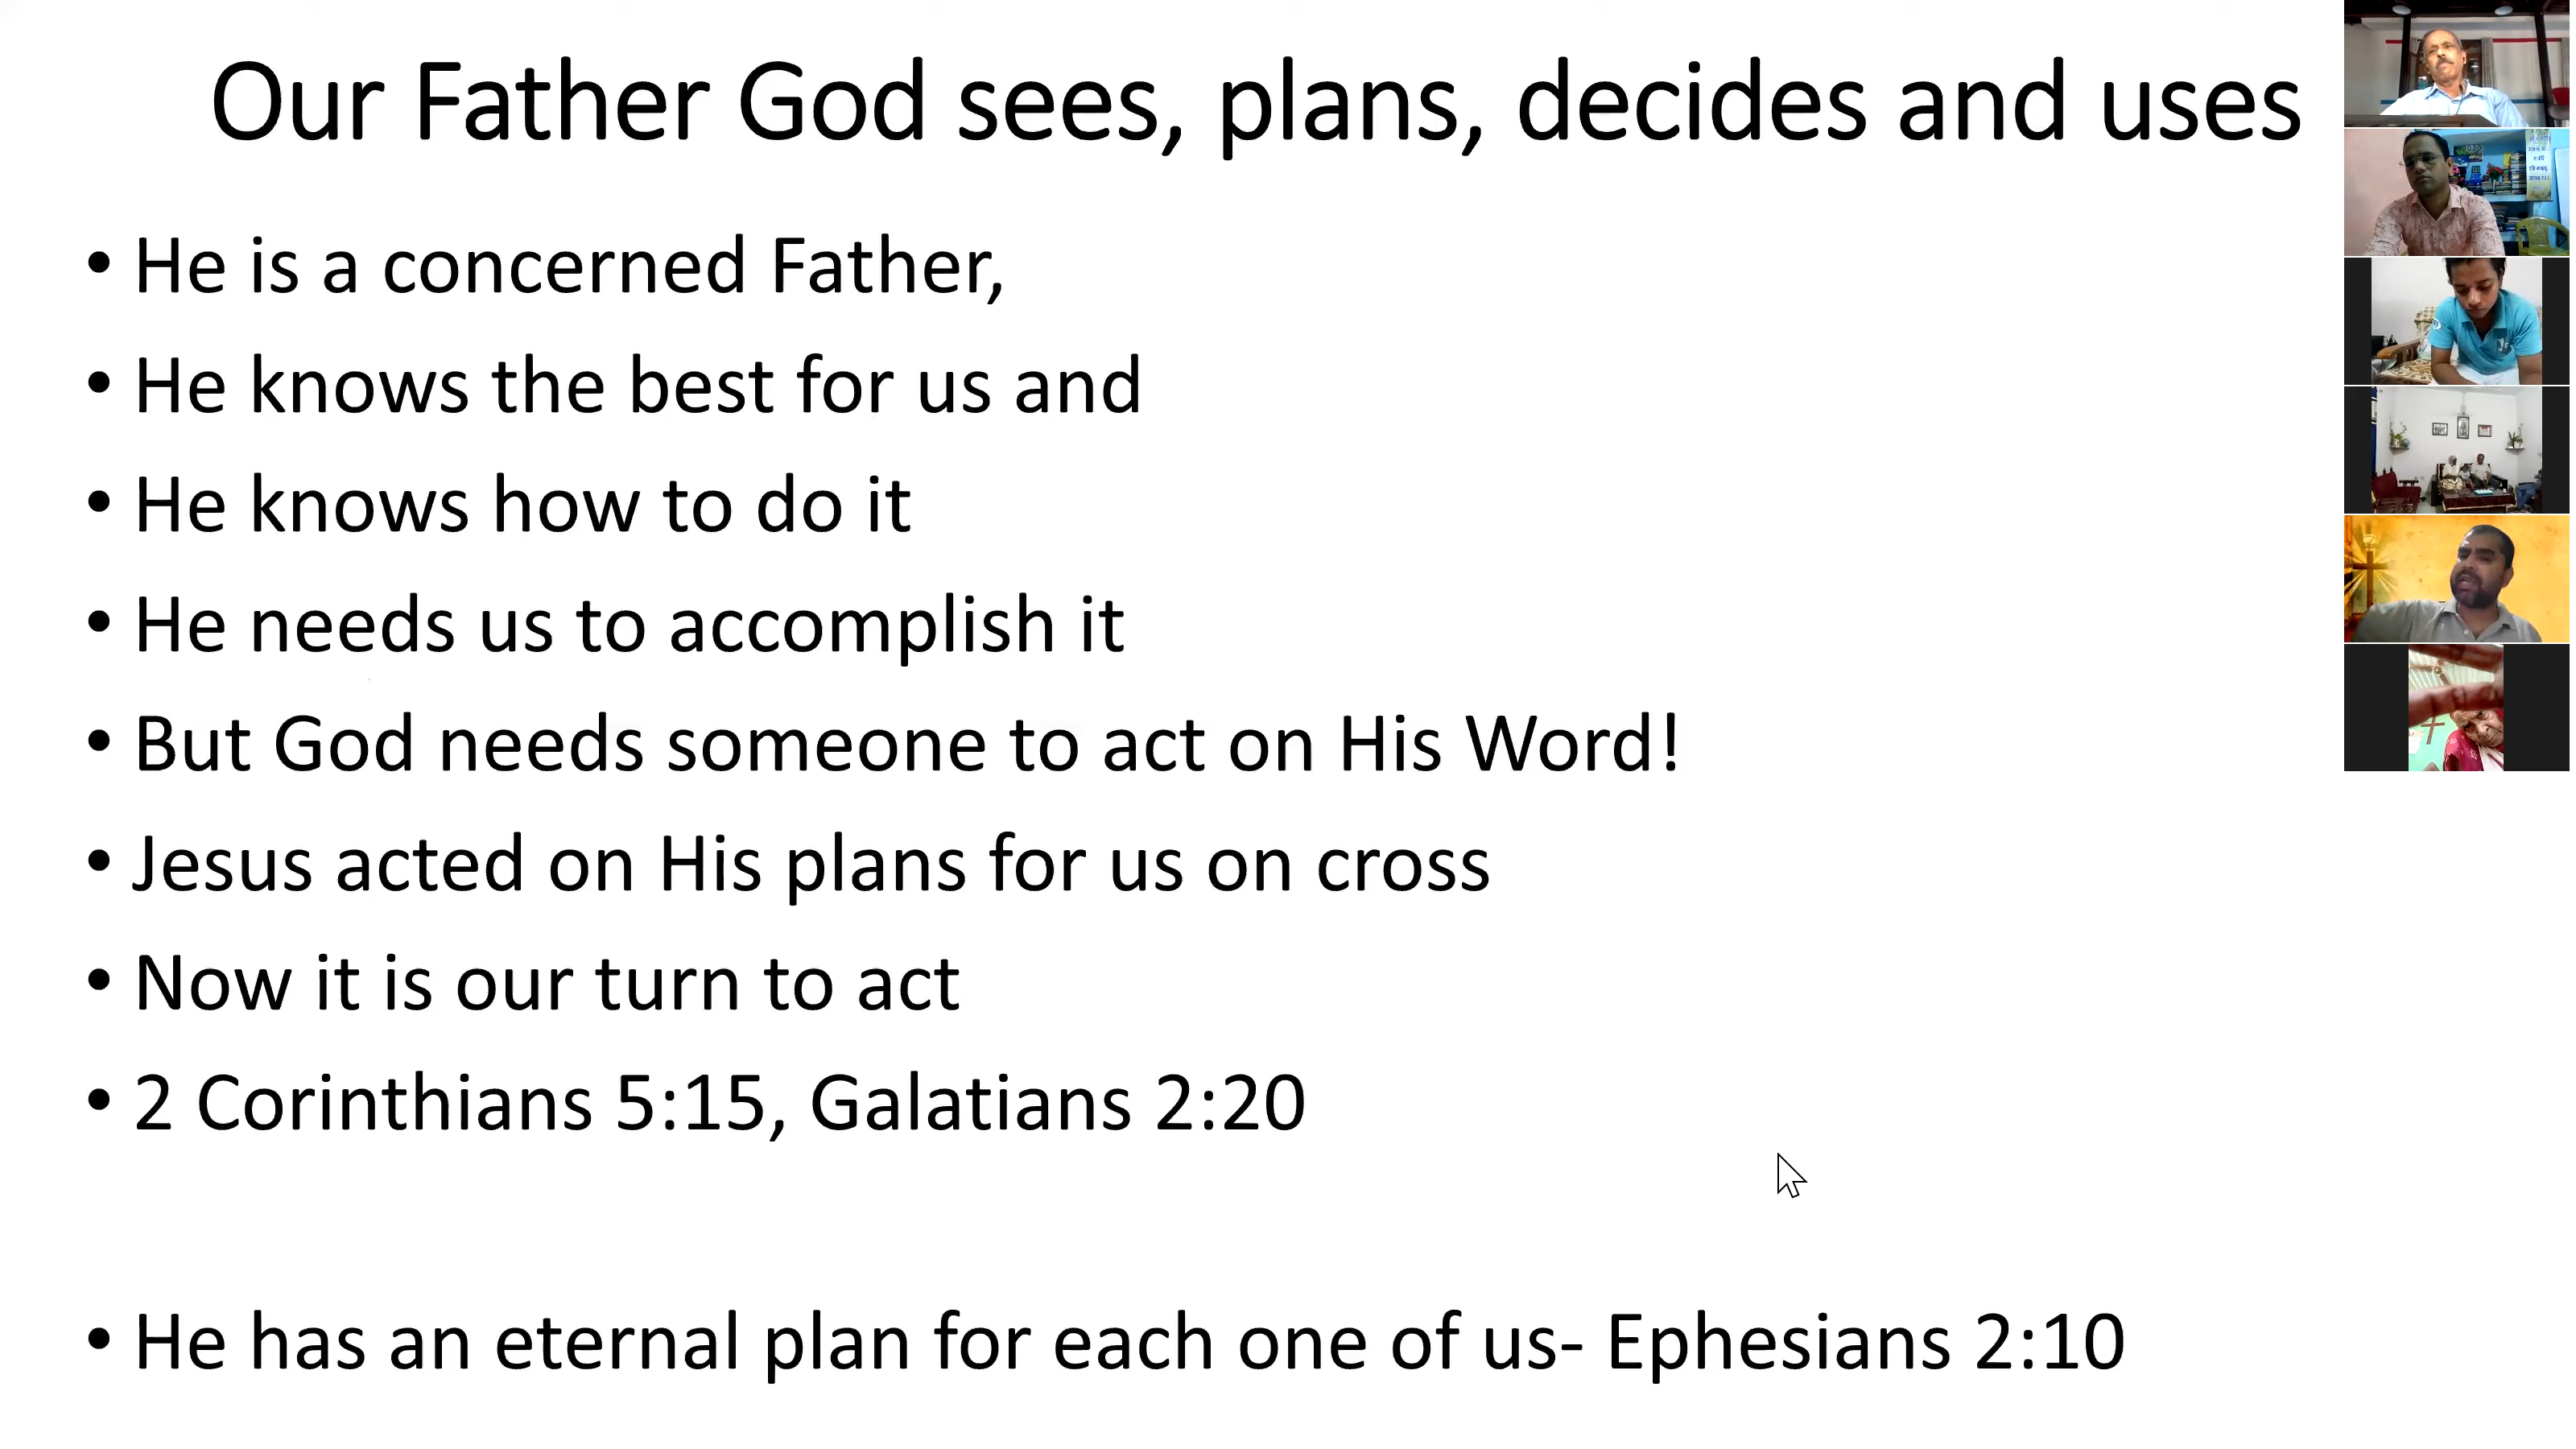 Our Father God sees, plans, decides and uses
• He is a concerned Father,
• He knows the best for us and
• He knows how to do it
• He needs us to accomplish it
• But God needs someone to act on His Word!
• Jesus acted on His plans for us on cross
• Now it is our turn to act
• 2 Corinthians 5:15, Galatians 2:20
• He has an eternal plan for each one of us- Ephesians 2:10